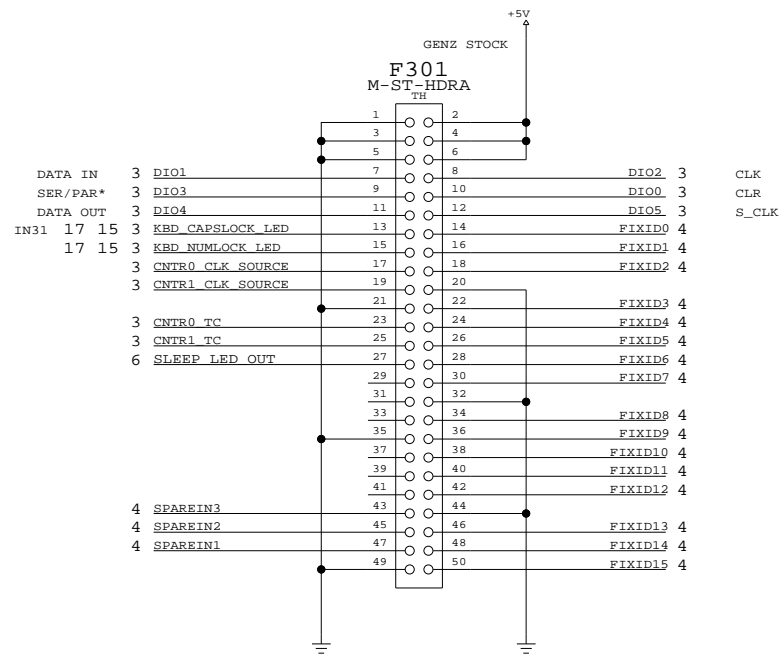 +5V
GENZ STOCK
F301
M-ST-HDRA
TH
1 2
3 4
5 6
DATA IN 3 DIO1 7 8 DIO2 3 CLK
SER/PAR* 3 DIO3 9 10 DIO0 3 CLR
DATA OUT 3 DIO4 11 12 DIO5 3 S_CLK
IN31 17 15 3 KBD_CAPSLOCK_LED 13 14 FIXID0 4
17 15 3 KBD_NUMLOCK_LED 15 16 FIXID1 4
3 CNTR0_CLK_SOURCE 17 18 FIXID2 4
3 CNTR1_CLK_SOURCE 19 20
21 22 FIXID3 4
3 CNTR0_TC 23 24 FIXID4 4
3 CNTR1_TC 25 26 FIXID5 4
6 SLEEP_LED_OUT 27 28 FIXID6 4
29 30 FIXID7 4
31 32
33 34 FIXID8 4
35 36 FIXID9 4
37 38 FIXID10 4
39 40 FIXID11 4
41 42 FIXID12 4
4 SPAREIN3 43 44
4 SPAREIN2 45 46 FIXID13 4
4 SPAREIN1 47 48 FIXID14 4
49 50 FIXID15 4